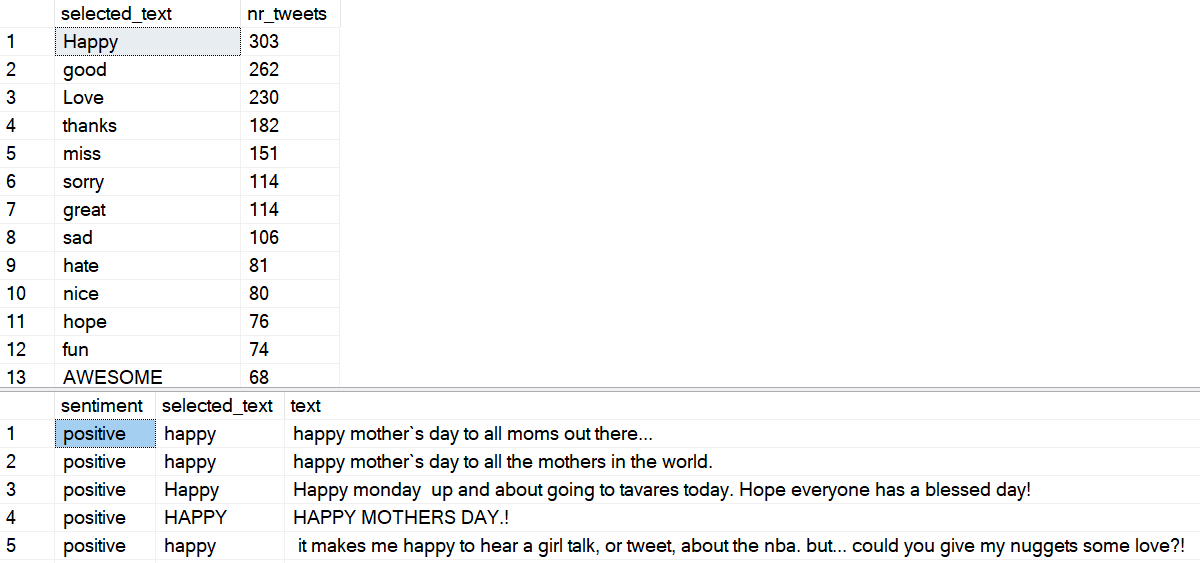 selected_text nr_tweets
1 Happy 303
2 good 262
3 Love 230
4 thanks 182
5 miss 151
6 sorry 114
7 great 114
8 sad 106
9 hate 81
10 nice 80
11 hope 76
12 fun 74
13 AWESOME 68
sentiment selected_text text
1 positive happy happy mother`s day to all moms out there...
2 positive happy happy mother`s day to all the mothers in the world.
3 positive Happy Happy monday  up and about going to tavares today. Hope everyone has a blessed day!
4 positive HAPPY HAPPY MOTHERS DAY.!
5 positive happy it makes me happy to hear a girl talk, or tweet, about the nba. but... could you give my nuggets some love?!